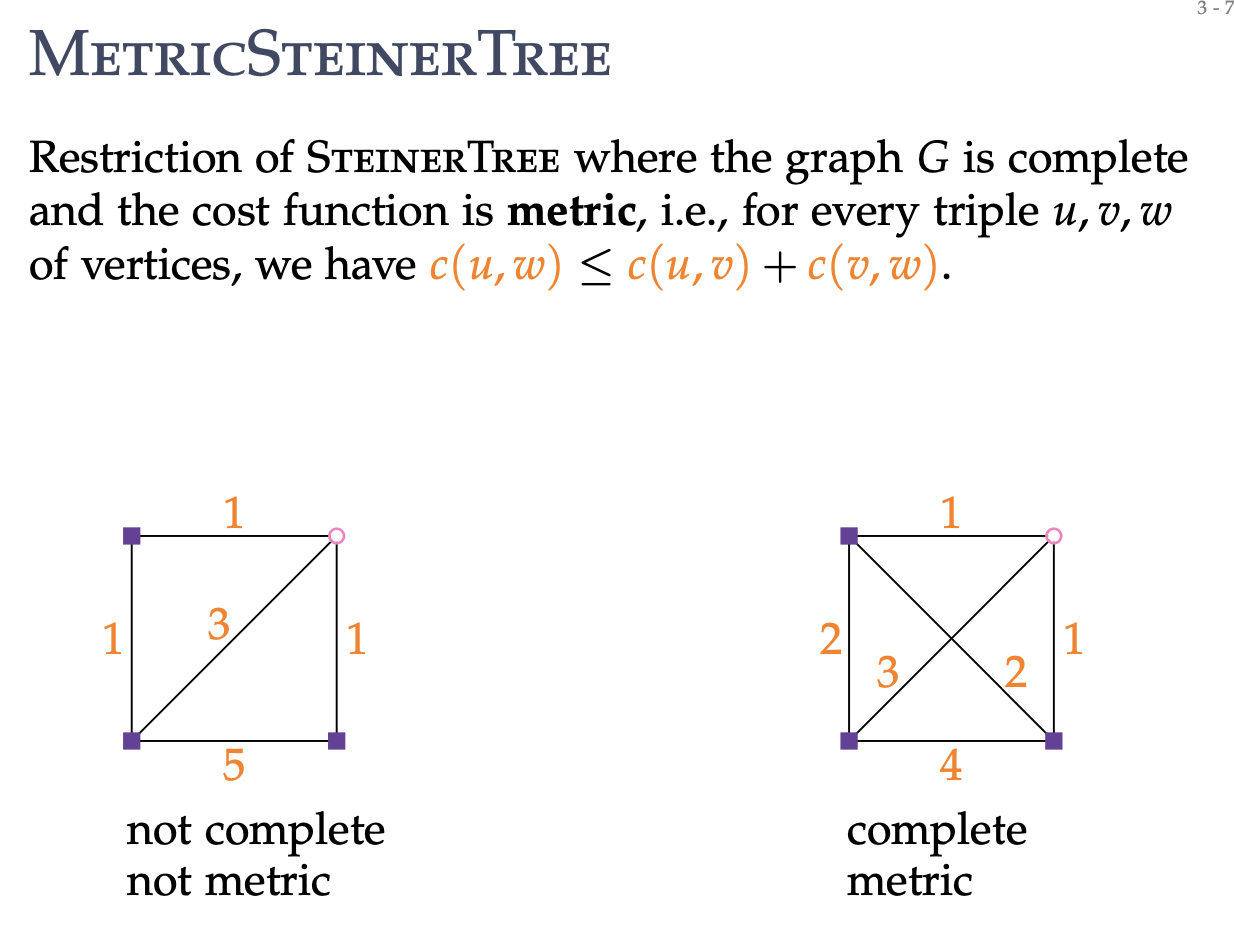 3 - 7
METRICSTEINERTREE
Restriction of STEINERTREE where the graph G is complete
and the cost function is metric, i.e., for every triple u, v, w
of vertices, we have c(u, w) ≤ c(u, v) + c(v, w).
1
1
3
1
5
not complete
not metric
1
2
3
2
1
4
complete
metric